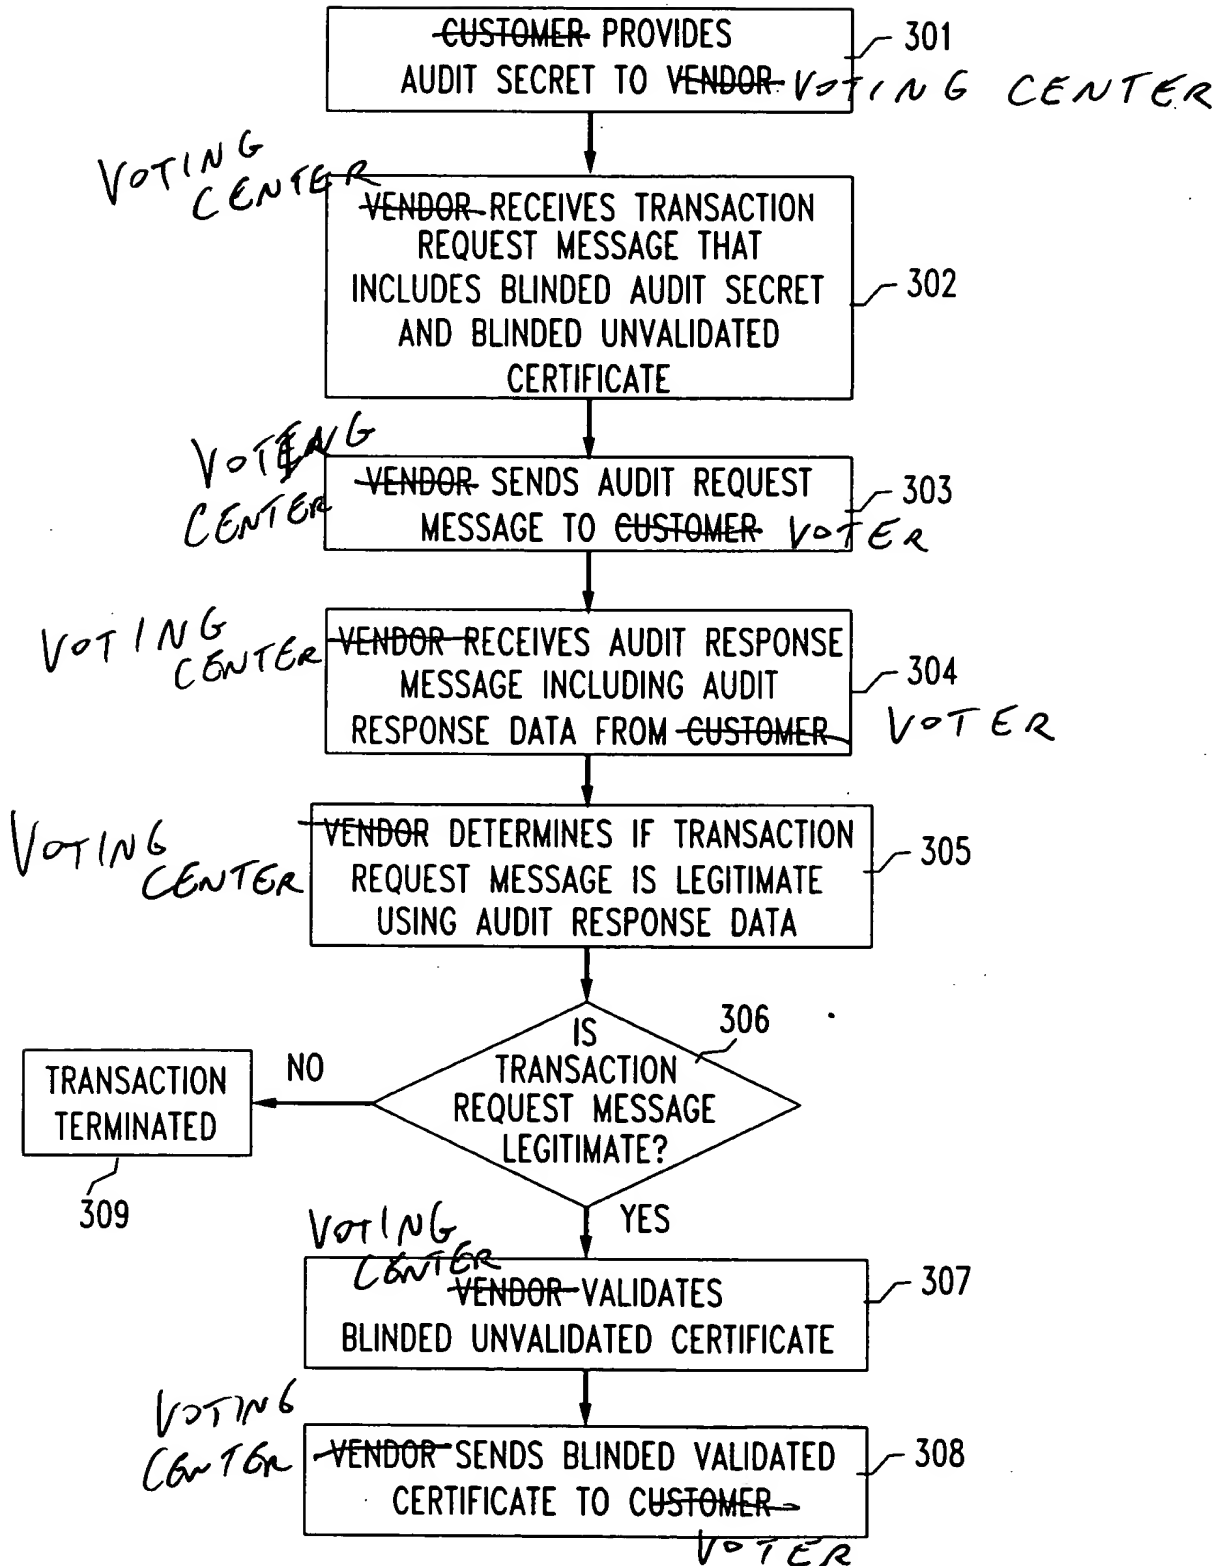 CUSTOMER PROVIDES
AUDIT SECRET TO VENDOR VOTING CENTER
301
VOTING
CENTER
VENDOR RECEIVES TRANSACTION
REQUEST MESSAGE THAT
INCLUDES BLINDED AUDIT SECRET
AND BLINDED UNVALIDATED
CERTIFICATE
302
VOTING
CENTER
VENDOR SENDS AUDIT REQUEST
MESSAGE TO CUSTOMER VOTER
303
VOTING
CENTER
VENDOR RECEIVES AUDIT RESPONSE
MESSAGE INCLUDING AUDIT
RESPONSE DATA FROM CUSTOMER VOTER
304
VOTING
CENTER
VENDOR DETERMINES IF TRANSACTION
REQUEST MESSAGE IS LEGITIMATE
USING AUDIT RESPONSE DATA
305
IS
TRANSACTION
REQUEST MESSAGE
LEGITIMATE?
306
NO
TRANSACTION
TERMINATED
309
YES
VOTING
CENTER
VENDOR VALIDATES
BLINDED UNVALIDATED CERTIFICATE
307
VOTING
CENTER
VENDOR SENDS BLINDED VALIDATED
CERTIFICATE TO CUSTOMER
VOTER
308